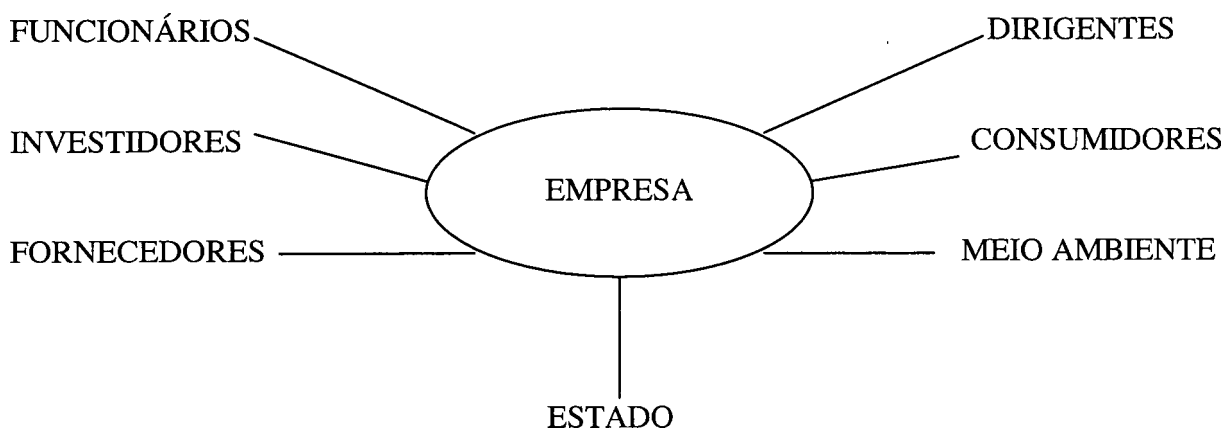 FUNCIONÁRIOS
DIRIGENTES
INVESTIDORES
CONSUMIDORES
EMPRESA
FORNECEDORES
MEIO AMBIENTE
ESTADO